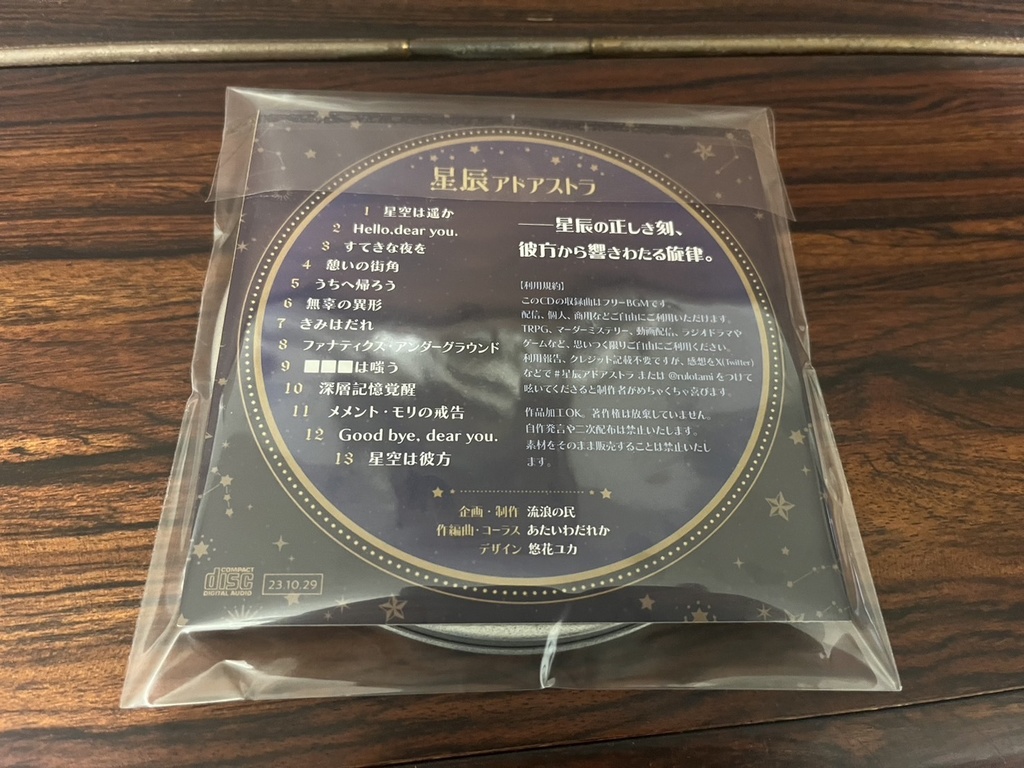 星辰アドアストラ
1 星空は遥か
2 Hello,dear you.
3 すてきな夜を
4 憩いの街角
5 うちへ帰ろう
6 無辜の異形
7 きみはだれ
8 ファナティクス・アンダーグラウンド
9 ■■■は嗤う
10 深層記憶覚醒
11 メメント・モリの戒告
12 Good bye, dear you.
13 星空は彼方
――星辰の正しき刻、
彼方から響きわたる旋律。
【利用規約】
このCDの収録曲はフリーBGMです。
配信、個人、商用などご自由にご利用いただけます。
TRPG、マーダーミステリー、動画配信、ラジオドラマや
ゲームなど、思いつく限りご自由にご利用ください。
利用報告、クレジット記載不要ですが、感想をX(Twitter)
などで #星辰アドアストラ または @rulotami をつけて
呟いてくださると制作者がめちゃくちゃ喜びます。
作品加工OK。著作権は放棄していません。
自作発言や二次配布は禁止いたします。
素材をそのまま販売することは禁止いたし
ます。
企画・制作 流浪の民
作編曲・コーラス あたいわだれか
デザイン 悠花ユカ
COMPACT
disc
DIGITAL AUDIO
23.10.29